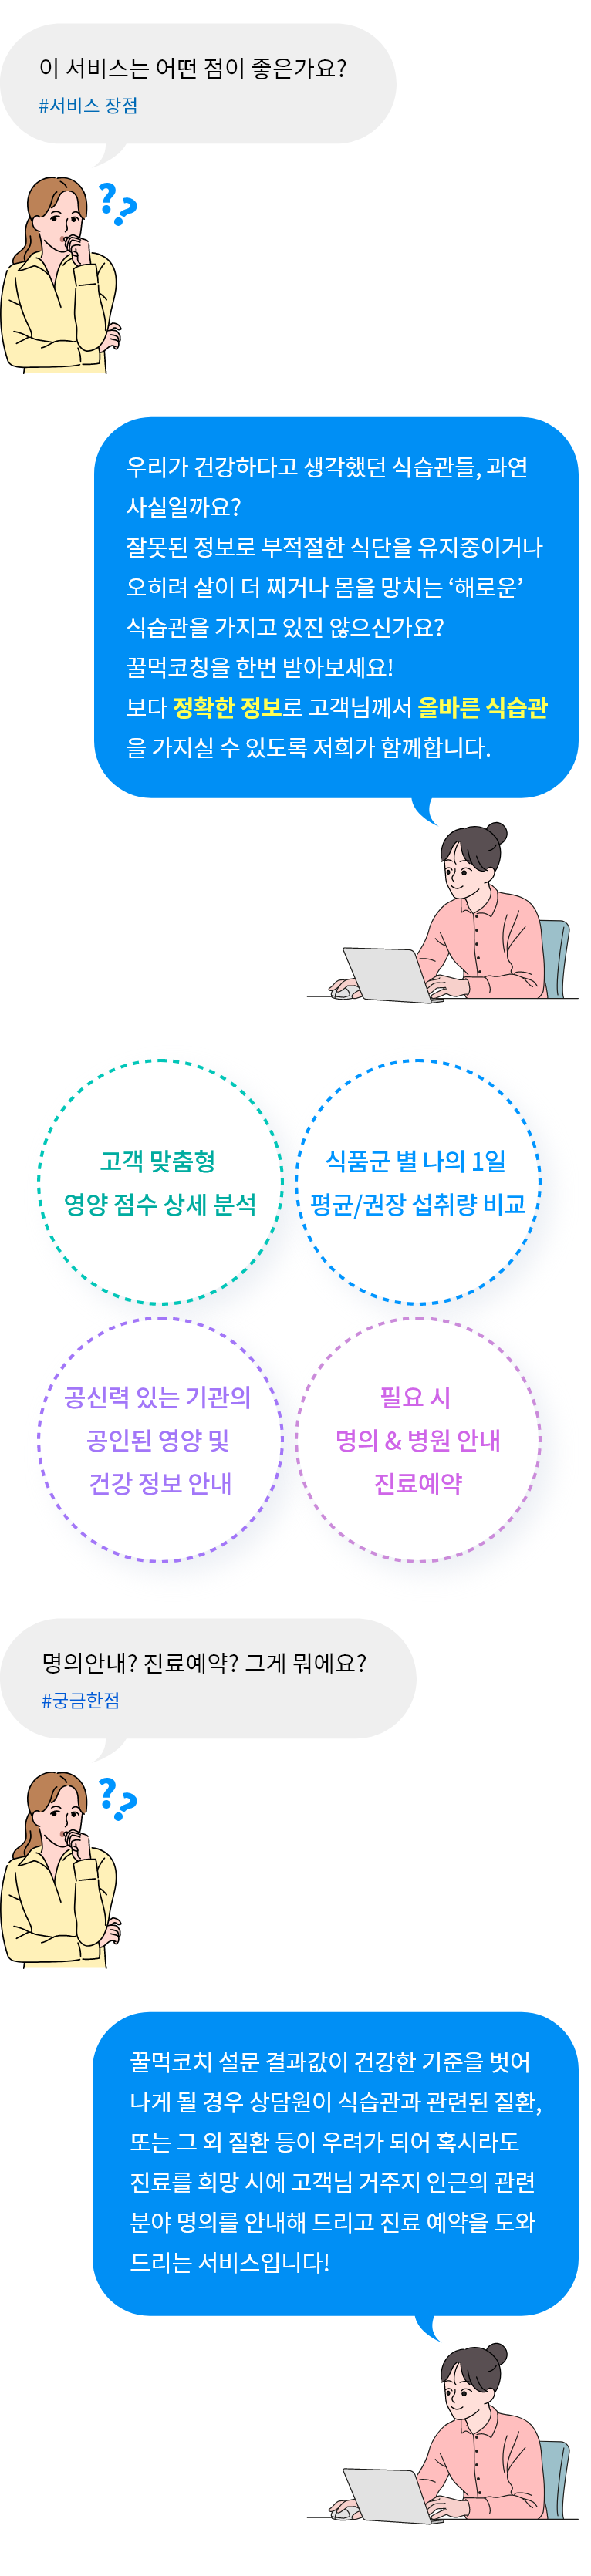 이 서비스는 어떤 점이 좋은가요?
#서비스 장점
??
우리가 건강하다고 생각했던 식습관들, 과연
사실일까요?
잘못된 정보로 부적절한 식단을 유지중이거나
오히려 살이 더 찌거나 몸을 망치는 ‘해로운’
식습관을 가지고 있진 않으신가요?
꿀먹코칭을 한번 받아보세요!
보다 정확한 정보로 고객님께서 올바른 식습관
을 가지실 수 있도록 저희가 함께합니다.
고객 맞춤형
영양 점수 상세 분석
식품군 별 나의 1일
평균/권장 섭취량 비교
공신력 있는 기관의
공인된 영양 및
건강 정보 안내
필요 시
명의 & 병원 안내
진료예약
명의안내? 진료예약? 그게 뭐에요?
#궁금한점
??
꿀먹코치 설문 결과값이 건강한 기준을 벗어
나게 될 경우 상담원이 식습관과 관련된 질환,
또는 그 외 질환 등이 우려가 되어 혹시라도
진료를 희망 시에 고객님 거주지 인근의 관련
분야 명의를 안내해 드리고 진료 예약을 도와
드리는 서비스입니다!